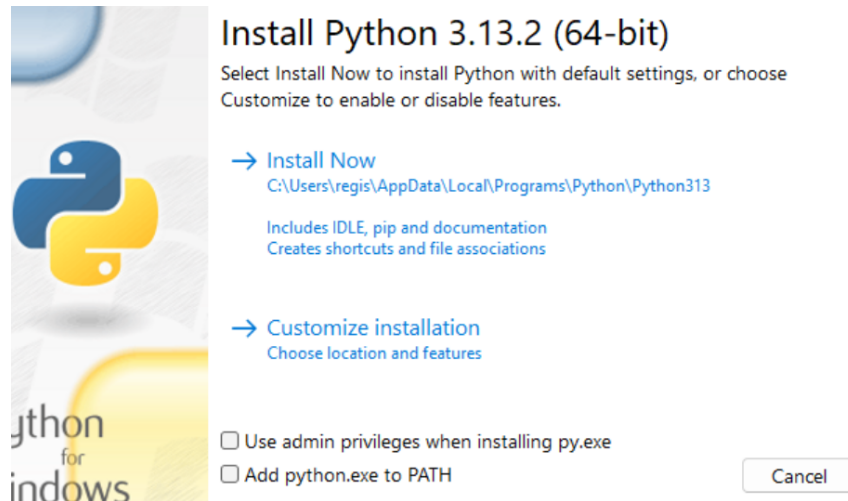 Install Python 3.13.2 (64-bit)
Select Install Now to install Python with default settings, or choose
Customize to enable or disable features.
→ Install Now
C:\Users\regis\AppData\Local\Programs\Python\Python313
Includes IDLE, pip and documentation
Creates shortcuts and file associations
→ Customize installation
Choose location and features
ython
for
indows
Use admin privileges when installing py.exe
Add python.exe to PATH
Cancel